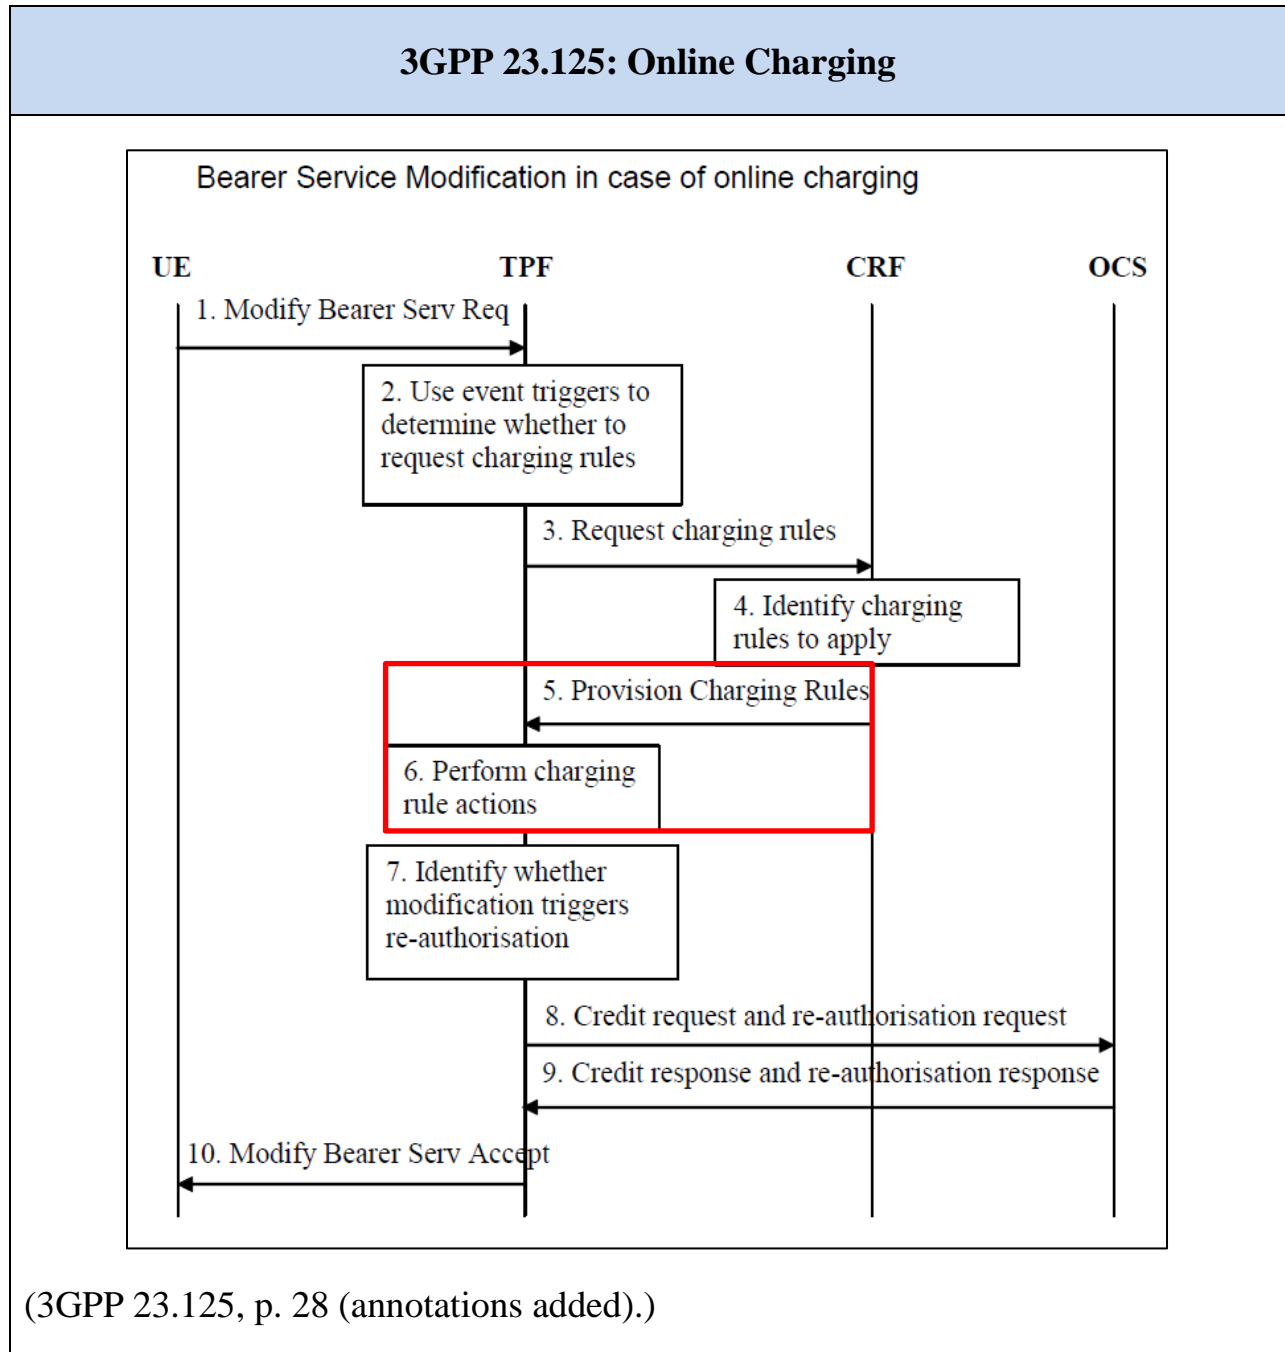 3GPP 23.125: Online Charging
Bearer Service Modification in case of online charging
UE TPF CRF OCS
1. Modify Bearer Serv Req
2. Use event triggers to
determine whether to
request charging rules
3. Request charging rules
4. Identify charging
rules to apply
5. Provision Charging Rules
6. Perform charging
rule actions
7. Identify whether
modification triggers
re-authorisation
8. Credit request and re-authorisation request
9. Credit response and re-authorisation response
10. Modify Bearer Serv Accept
(3GPP 23.125, p. 28 (annotations added).)